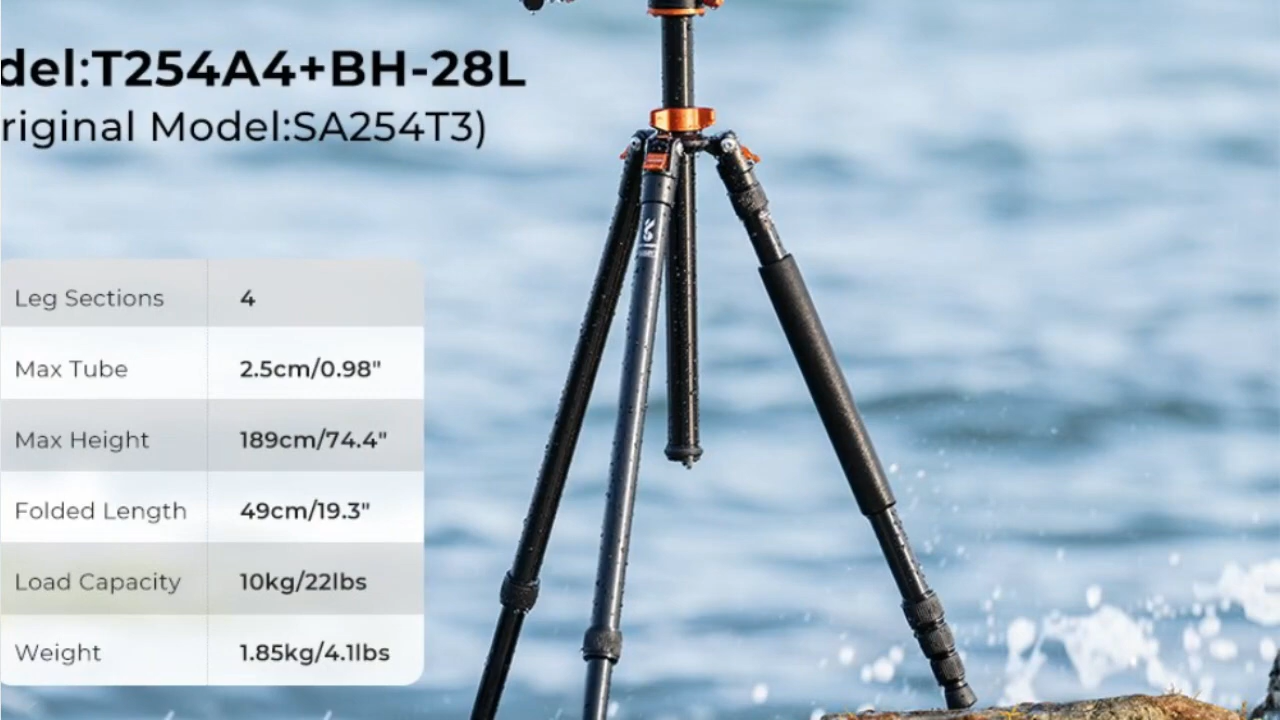 del:T254A4+BH-28L
riginal Model:SA254T3)
Leg Sections 4
Max Tube 2.5cm/0.98"
Max Height 189cm/74.4"
Folded Length 49cm/19.3"
Load Capacity 10kg/22lbs
Weight 1.85kg/4.1lbs